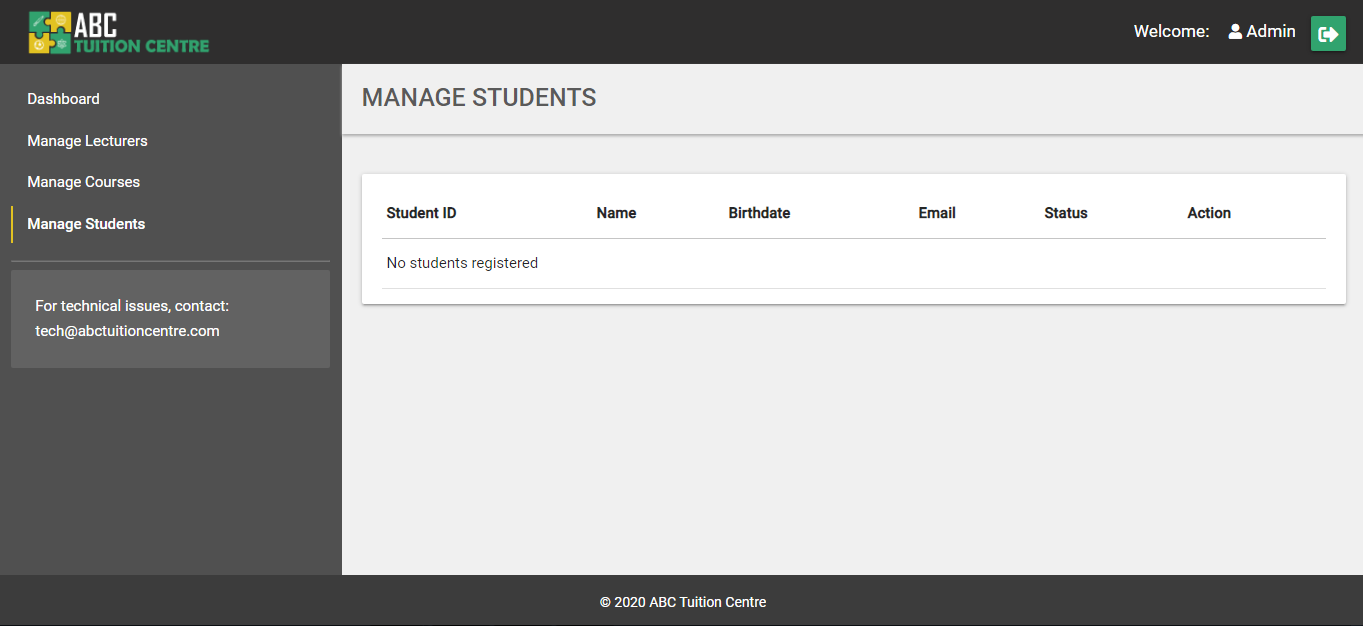 ABC
TUITION CENTRE
Welcome: Admin
Dashboard
Manage Lecturers
Manage Courses
Manage Students
For technical issues, contact:
tech@abctuitioncentre.com
MANAGE STUDENTS
Student ID Name Birthdate Email Status Action
No students registered
© 2020 ABC Tuition Centre